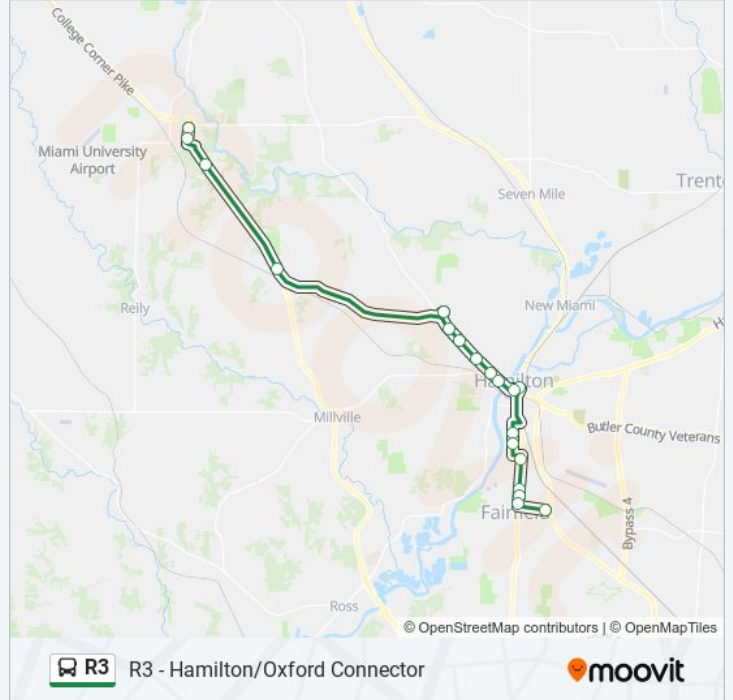 College Corner Pike
Miami University
Airport
Trent
Seven Mile
Reily
New Miami
H
Hamilton
Millville
Butler County Veterans
Bypass 4
Fairfield
Ross
© OpenStreetMap contributors | © OpenMapTiles
R3 R3 - Hamilton/Oxford Connector
moovit